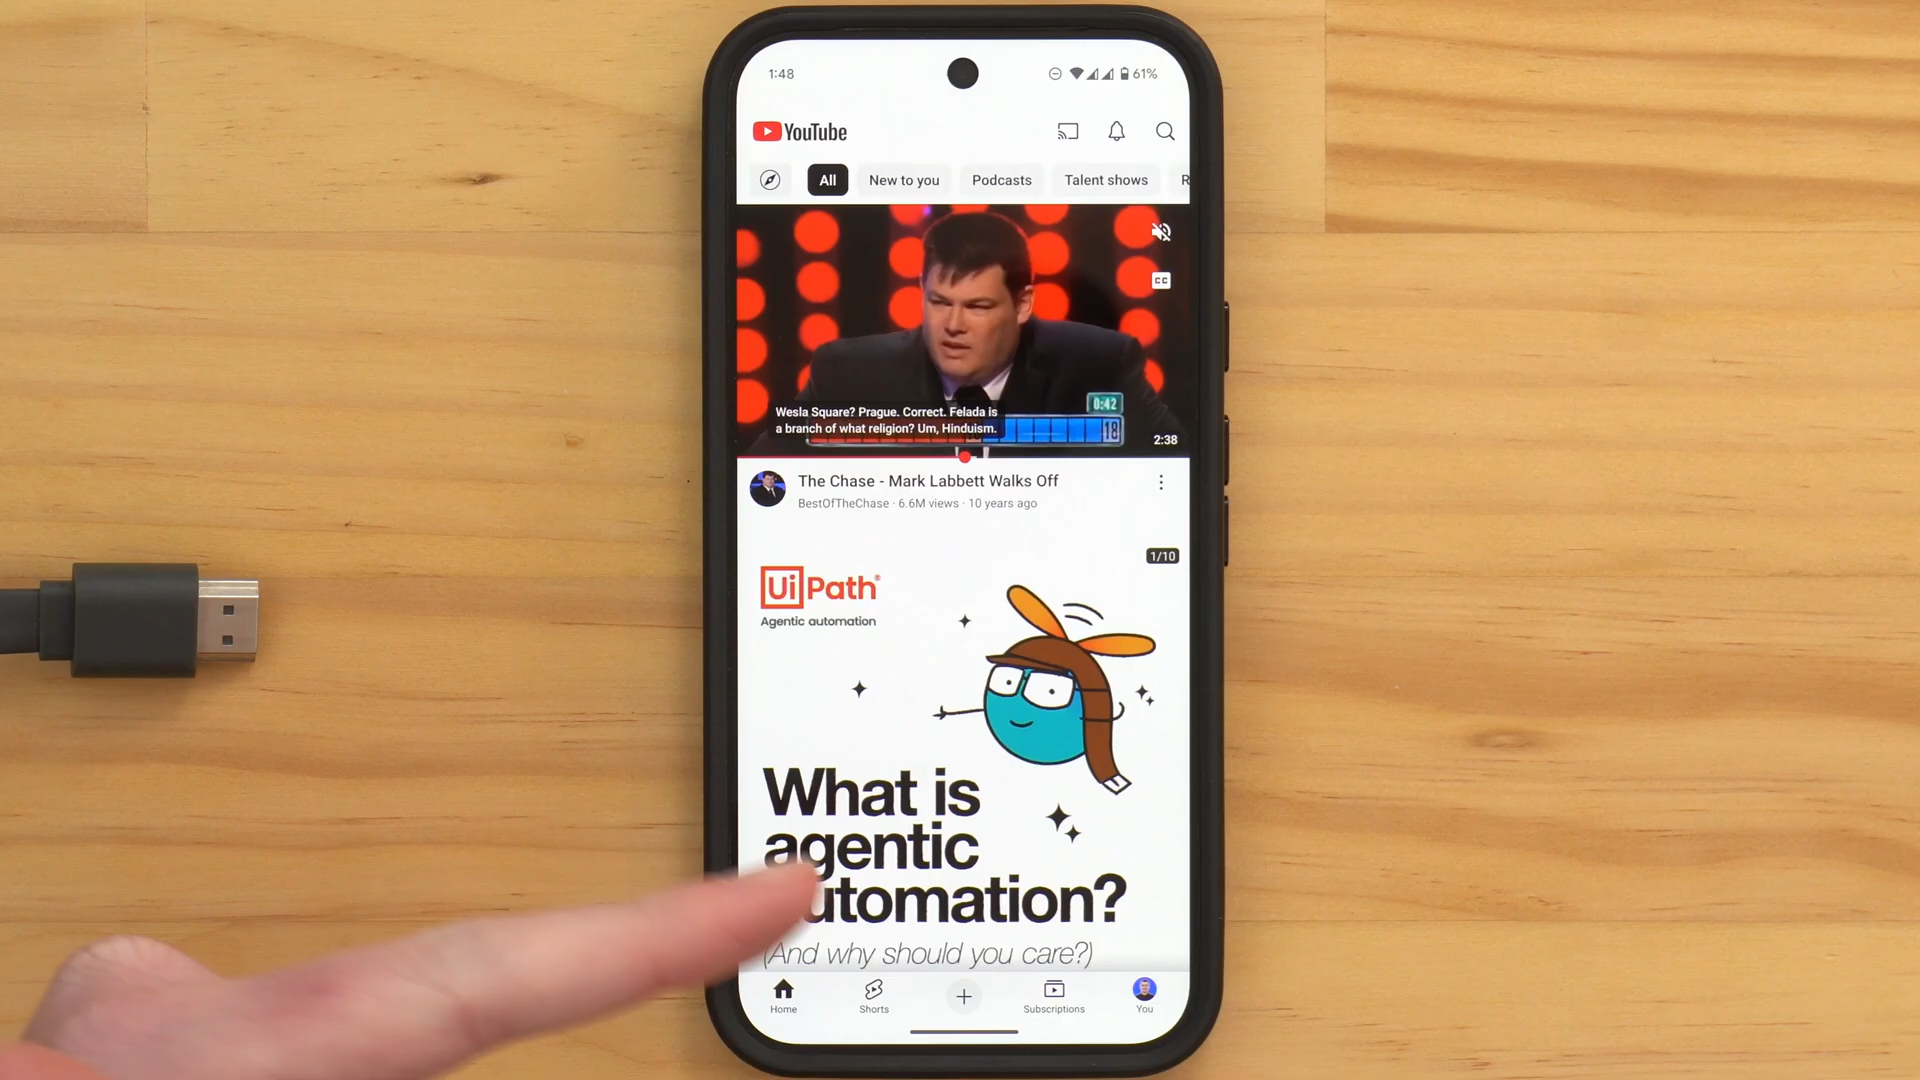 1:48
61%
YouTube
All
New to you
Podcasts
Talent shows
R
CC
0:42
Wesla Square? Prague. Correct. Felada is
a branch of what religion? Um, Hinduism.
18
2:38
The Chase - Mark Labbett Walks Off
BestOfTheChase · 6.6M views · 10 years ago
1/10
UiPath®
Agentic automation
What is
agentic
utomation?
(And why should you care?)
Home
Shorts
Subscriptions
You